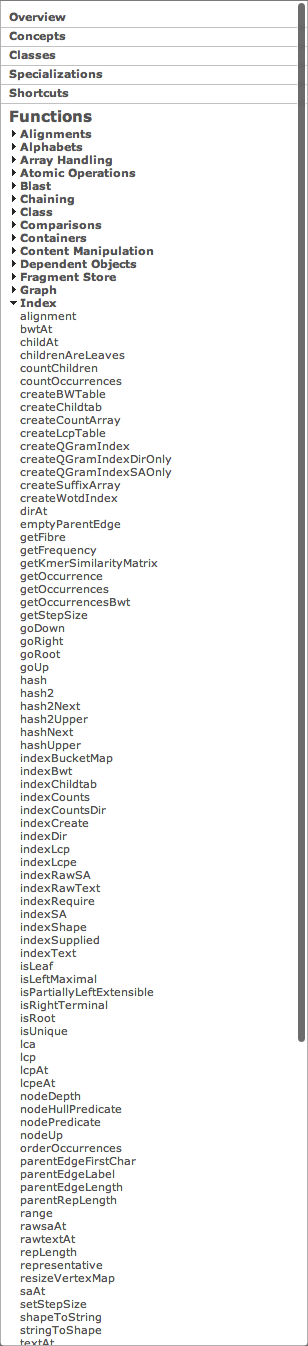 Overview
Concepts
Classes
Specializations
Shortcuts
Functions
Alignments
Alphabets
Array Handling
Atomic Operations
Blast
Chaining
Class
Comparisons
Containers
Content Manipulation
Dependent Objects
Fragment Store
Graph
Index
alignment
bwtAt
childAt
childrenAreLeaves
countChildren
countOccurrences
createBWTable
createChildtab
createCountArray
createLcpTable
createQGramIndex
createQGramIndexDirOnly
createQGramIndexSAOnly
createSuffixArray
createWotdIndex
dirAt
emptyParentEdge
getFibre
getFrequency
getKmerSimilarityMatrix
getOccurrence
getOccurrences
getOccurrencesBwt
getStepSize
goDown
goRight
goRoot
goUp
hash
hash2
hash2Next
hash2Upper
hashNext
hashUpper
indexBucketMap
indexBwt
indexChildtab
indexCounts
indexCountsDir
indexCreate
indexDir
indexLcp
indexLcpe
indexRawSA
indexRawText
indexRequire
indexSA
indexShape
indexSupplied
indexText
isLeaf
isLeftMaximal
isPartiallyLeftExtensible
isRightTerminal
isRoot
isUnique
lca
lcp
lcpAt
lcpeAt
nodeDepth
nodeHullPredicate
nodePredicate
nodeUp
orderOccurrences
parentEdgeFirstChar
parentEdgeLabel
parentEdgeLength
parentRepLength
range
rawsaAt
rawtextAt
repLength
representative
resizeVertexMap
saAt
setStepSize
shapeToString
stringToShape
textAt